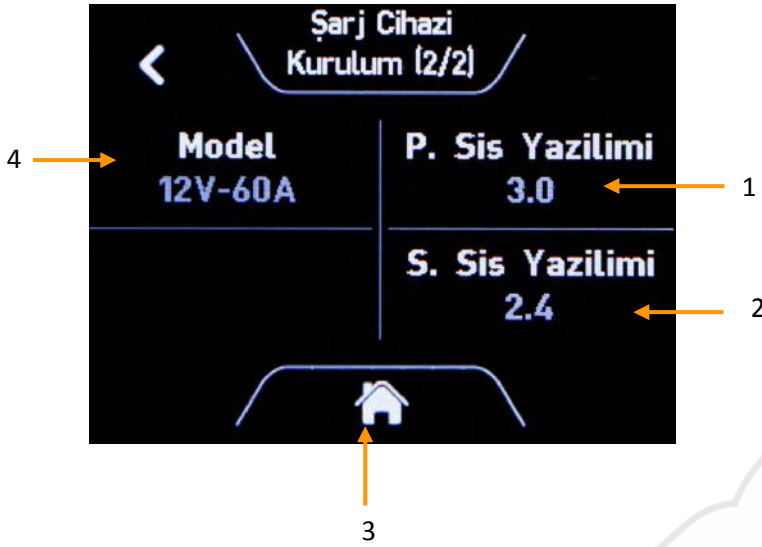 Şarj Cihazi
Kurulum (2/2)
Model
12V-60A
P. Sis Yazilimi
3.0
S. Sis Yazilimi
2.4
4
1
2
3